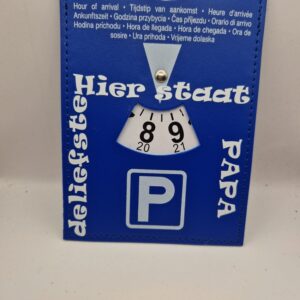 Hour of arrival • Tijdstip van aankomst • Heure d'arrivée
Ankunftszeit • Godzina przybycia • Čas příjezdu • Orario di arrivo
Hodina príchodu • Hora de llegada • Hora de chegada • Ora de
sosire • Ura prihoda • Vrijeme dolaska
Hier staat
deliefste
PAPA
8 9
20 21
P